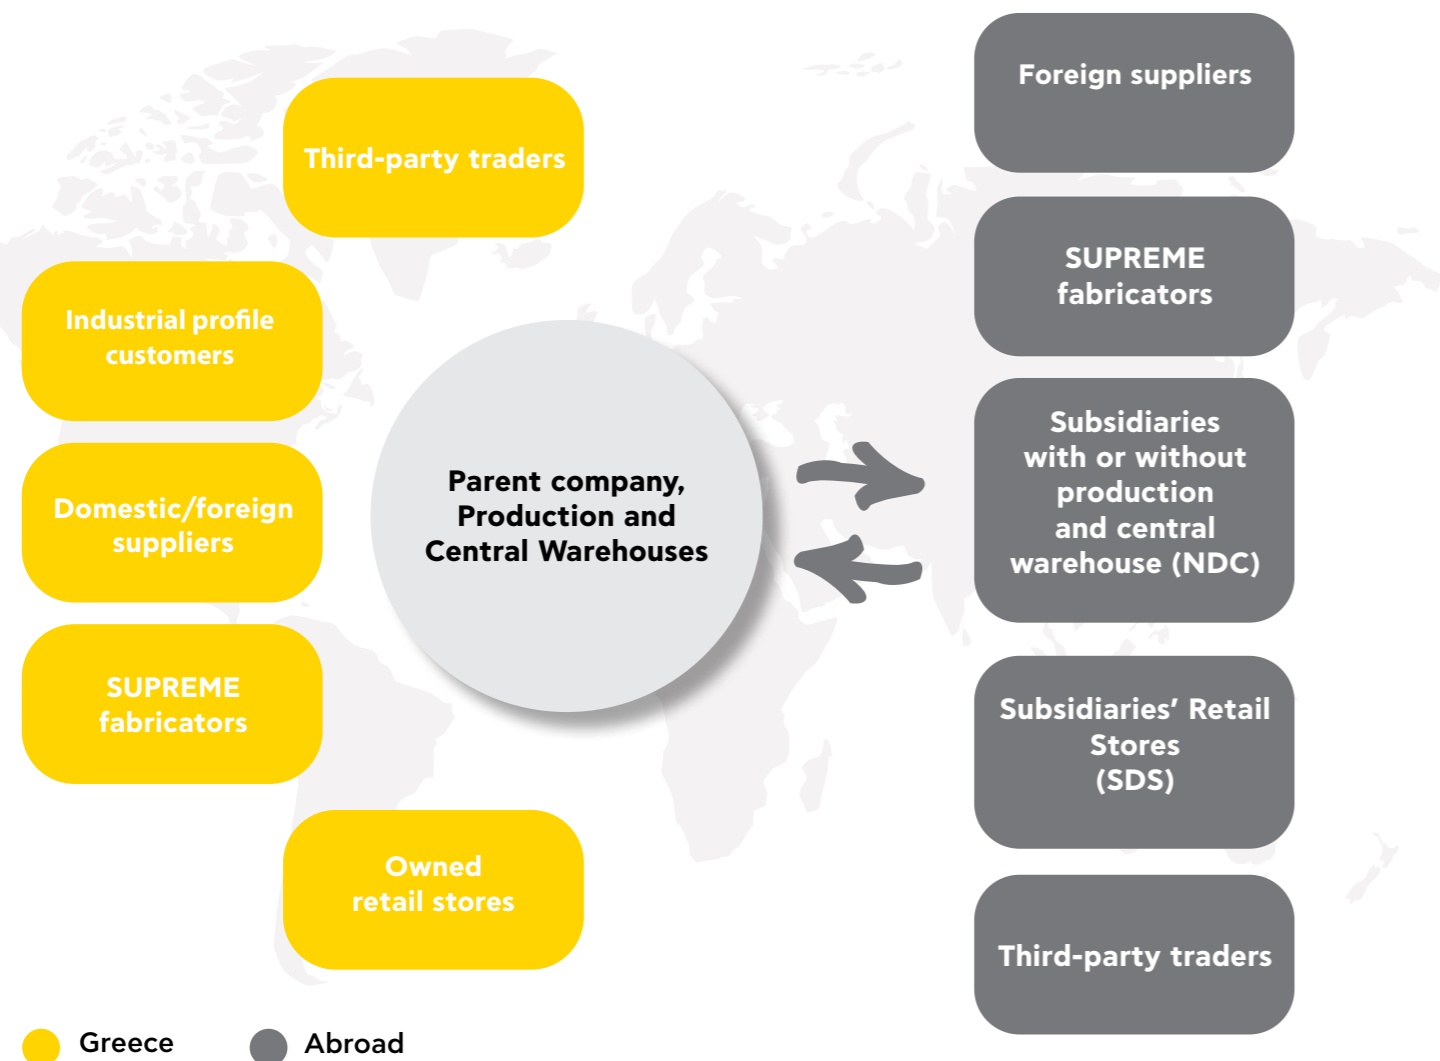 Third-party traders
Industrial profile
customers
Domestic/foreign
suppliers
SUPREME
fabricators
Owned
retail stores
Parent company,
Production and
Central Warehouses
Foreign suppliers
SUPREME
fabricators
Subsidiaries
with or without
production
and central
warehouse (NDC)
Subsidiaries’ Retail
Stores
(SDS)
Third-party traders
Greece
Abroad